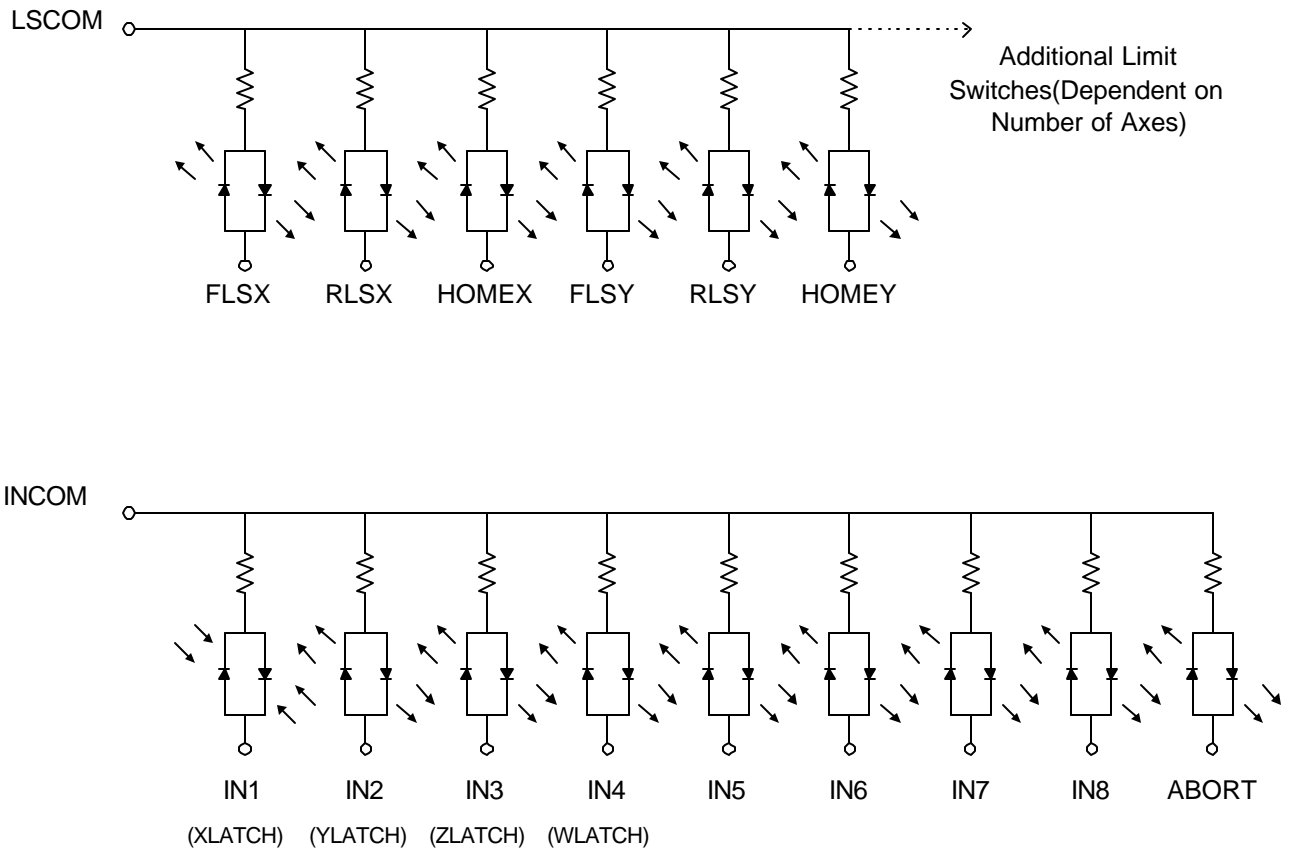 LSCOM
Additional Limit
Switches(Dependent on
Number of Axes)
FLSX RLSX HOMEX FLSY RLSY HOMEY
INCOM
IN1 IN2 IN3 IN4 IN5 IN6 IN7 IN8 ABORT
(XLATCH) (YLATCH) (ZLATCH) (WLATCH)